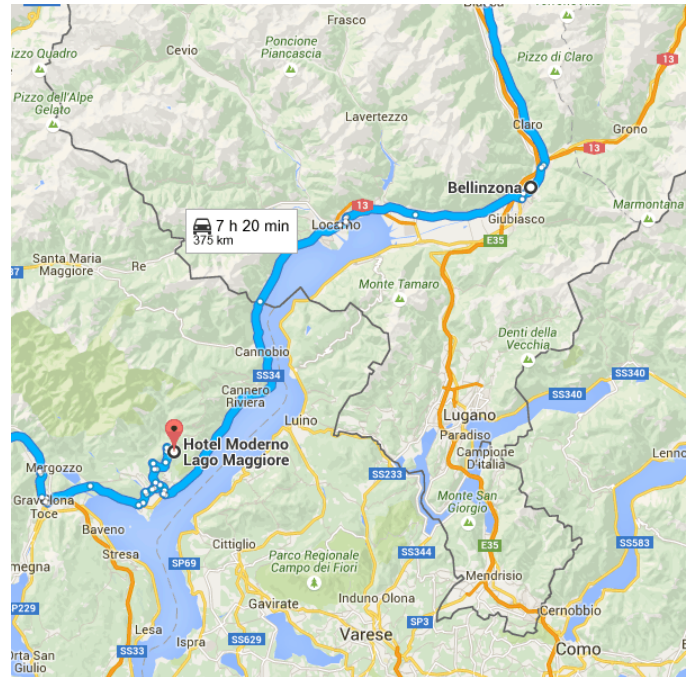 Frasco
Pizzo Quadro
Cevio
Poncione
Piancascia
Pizzo di Claro
13
Pizzo dell'Alpe
Gelato
Lavertezzo
Claro
Grono
13
Bellinzona
Marmontana
13
Locarno
Giubiasco
7 h 20 min
375 km
E35
Santa Maria
Maggiore
Re
Monte Tamaro
Denti della
Vecchia
Cannobio
SS34
SS340
Cannero
Riviera
SS340
Luino
Lugano
Paradiso
Campione
D'Italia
Lenno
Hotel Moderno
Lago Maggiore
Mergozzo
SS233
Gravellona
Toce
Monte San
Giorgio
Baveno
SS583
Stresa
Cittiglio
SS344
E35
SP69
Parco Regionale
Campo dei Fiori
Mendrisio
SP229
Gavirate
Induno Olona
Cernobbio
Lesa
SS629
Ispra
Varese
SP3
SS33
Como
Orta San
Giulio